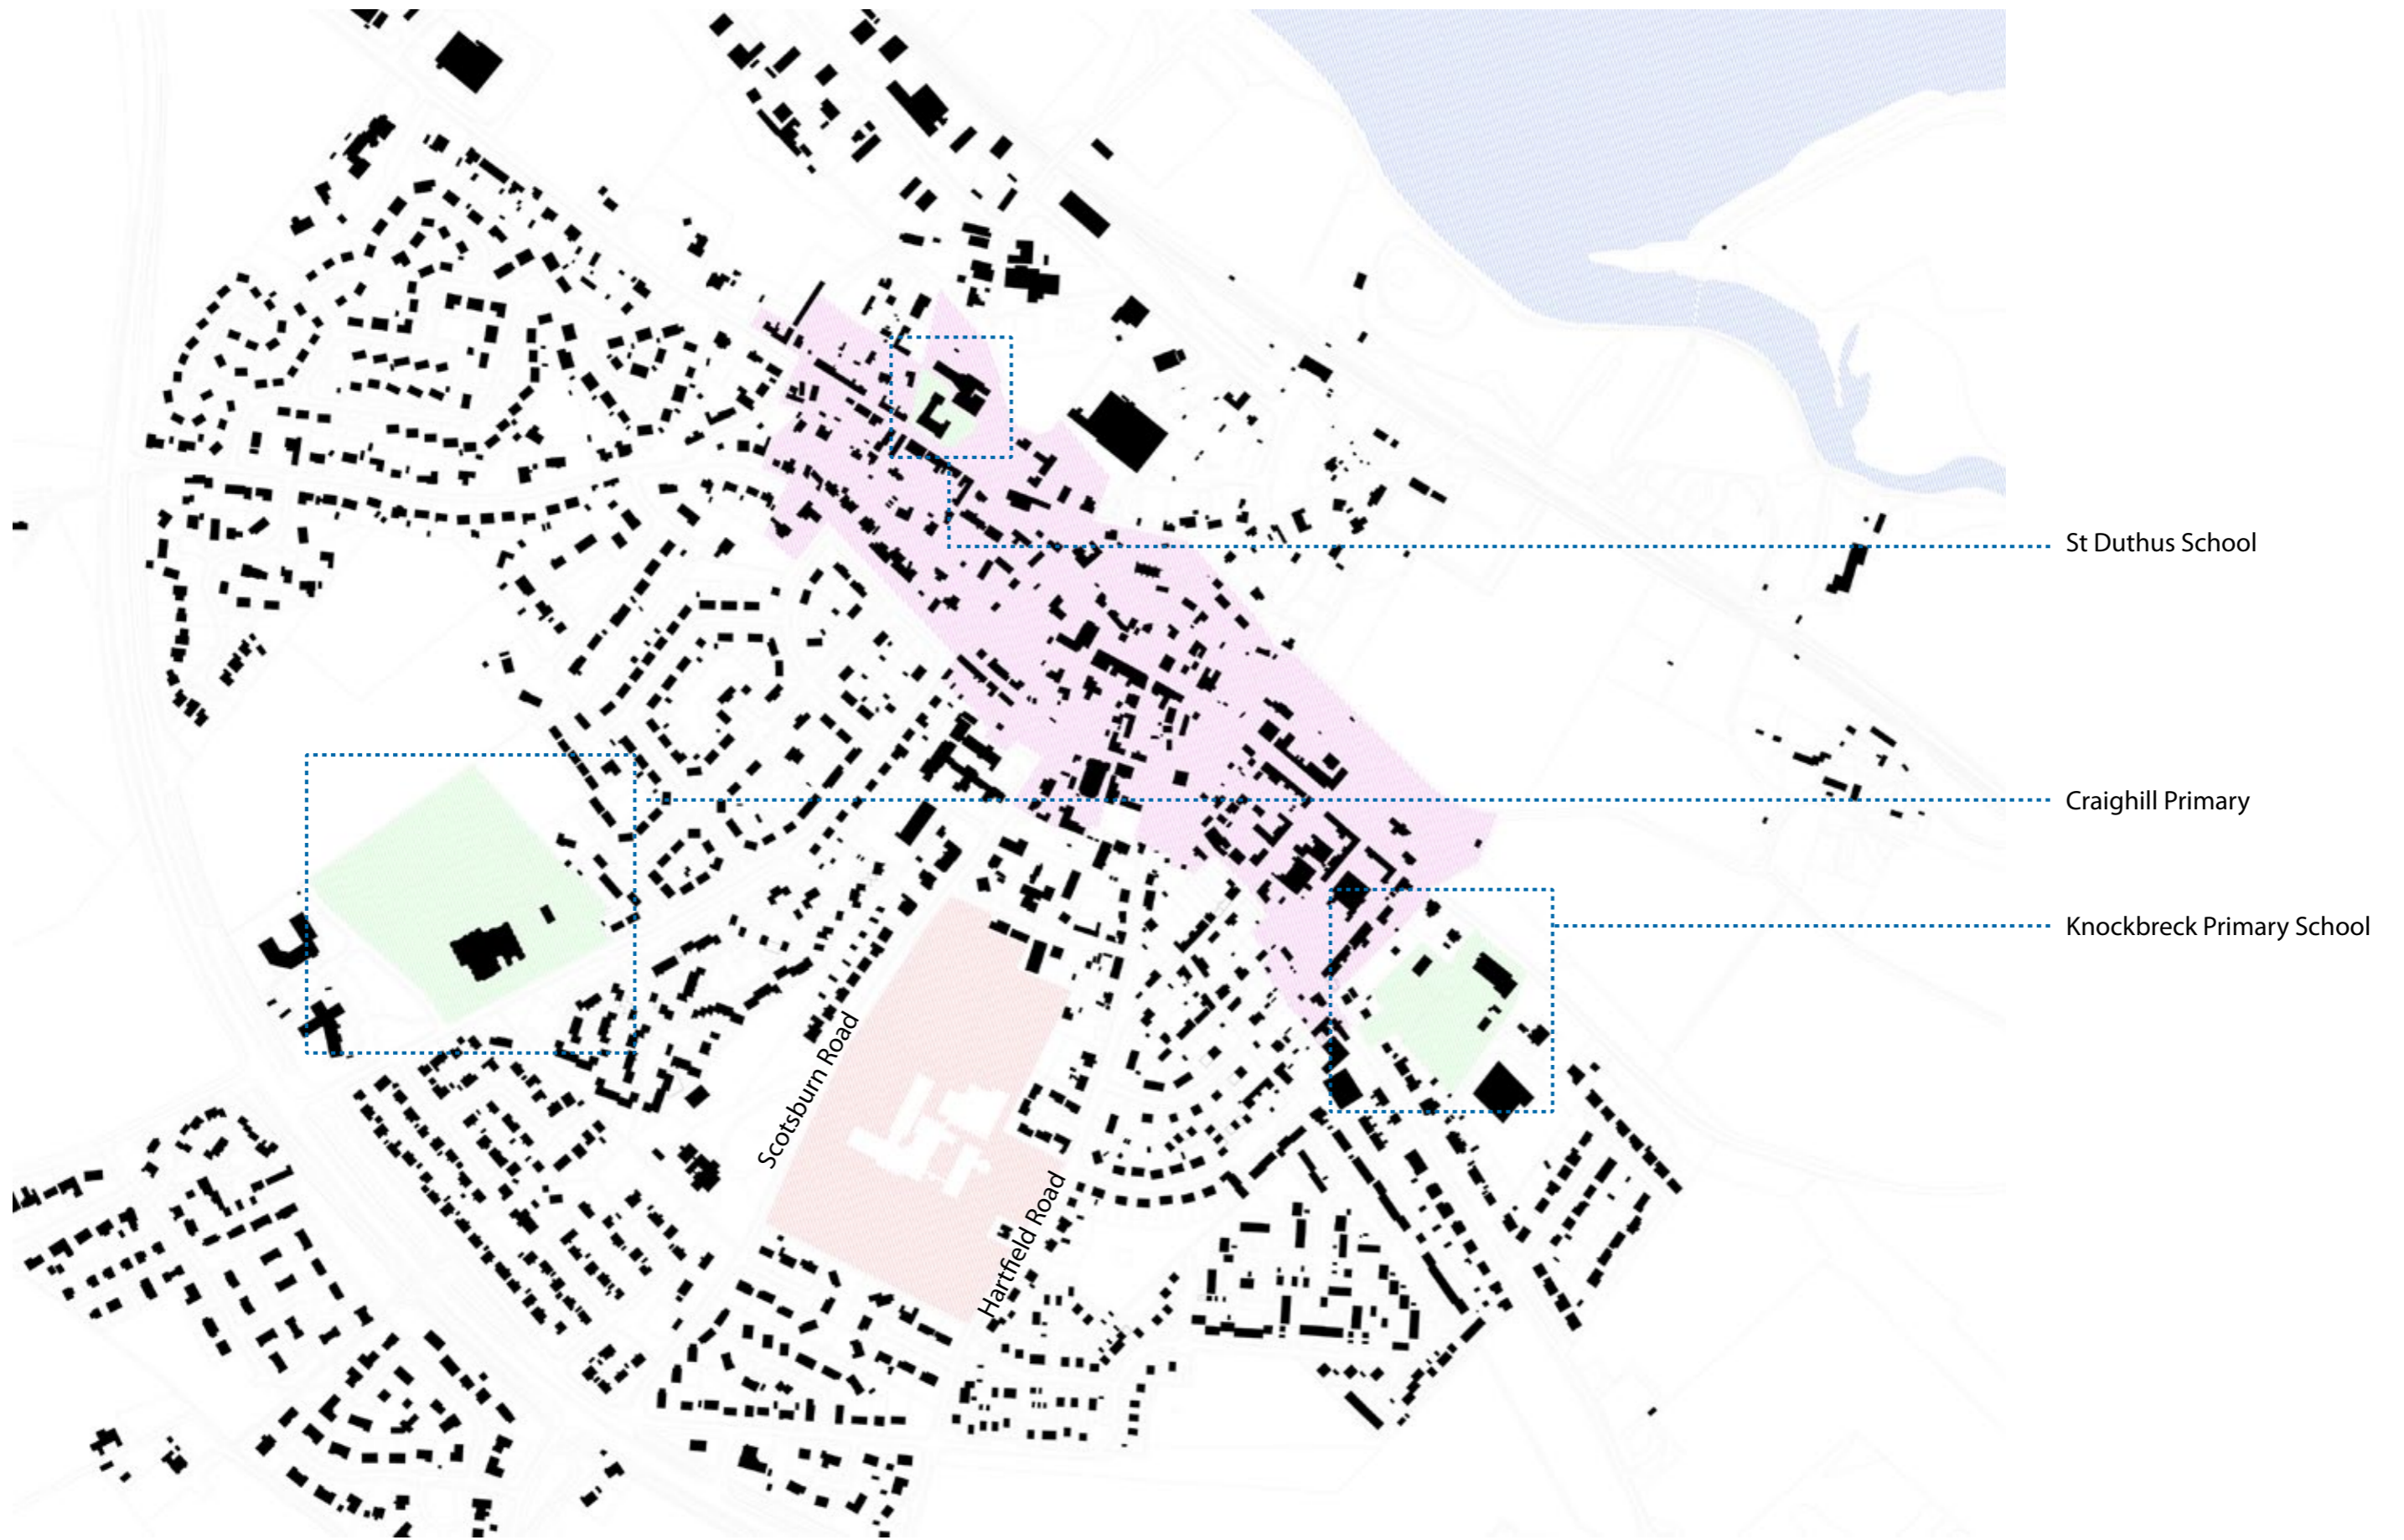 St Duthus School
Craighill Primary
Knockbreck Primary School
Scotsburn Road
Hartfield Road